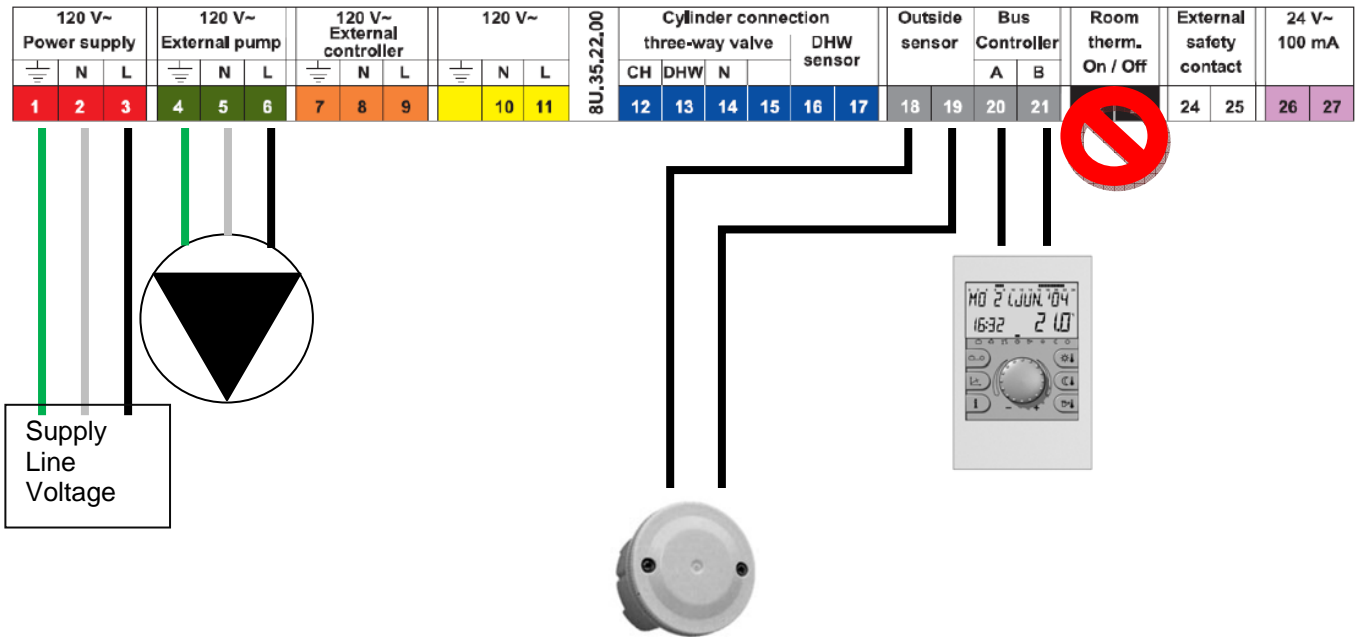 120 V~
Power supply
120 V~
External pump
120 V~
External
controller
120 V~
8U.35.22.00
Cylinder connection
three-way valve
DHW
sensor
Outside
sensor
Bus
Controller
Room
therm.
On / Off
External
safety
contact
24 V~
100 mA
N L N L N L N L CH DHW N A B
1 2 3 4 5 6 7 8 9 10 11 12 13 14 15 16 17 18 19 20 21 24 25 26 27
MO 21.JUN.'04
16:32 21.0°
- +
Supply
Line
Voltage